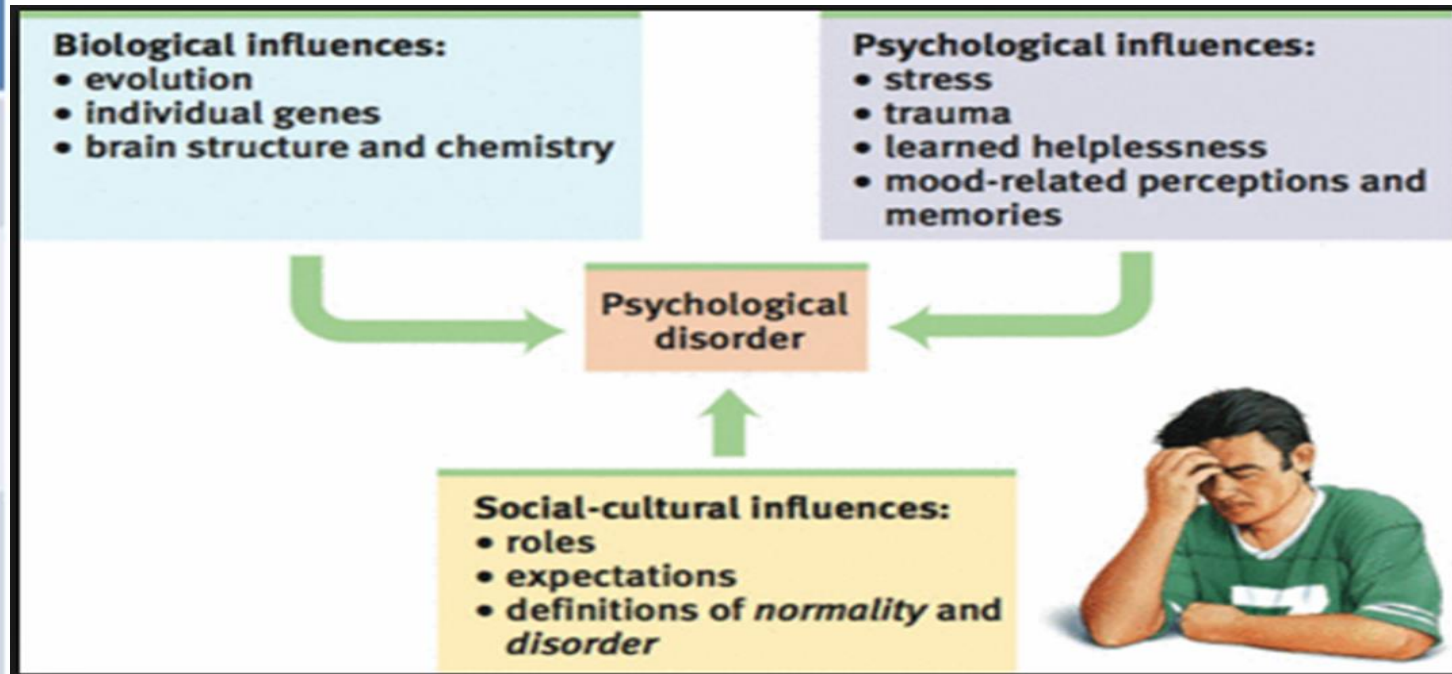 Biological influences:
• evolution
• individual genes
• brain structure and chemistry
Psychological influences:
• stress
• trauma
• learned helplessness
• mood-related perceptions and
memories
Psychological
disorder
Social-cultural influences:
• roles
• expectations
• definitions of normality and
disorder